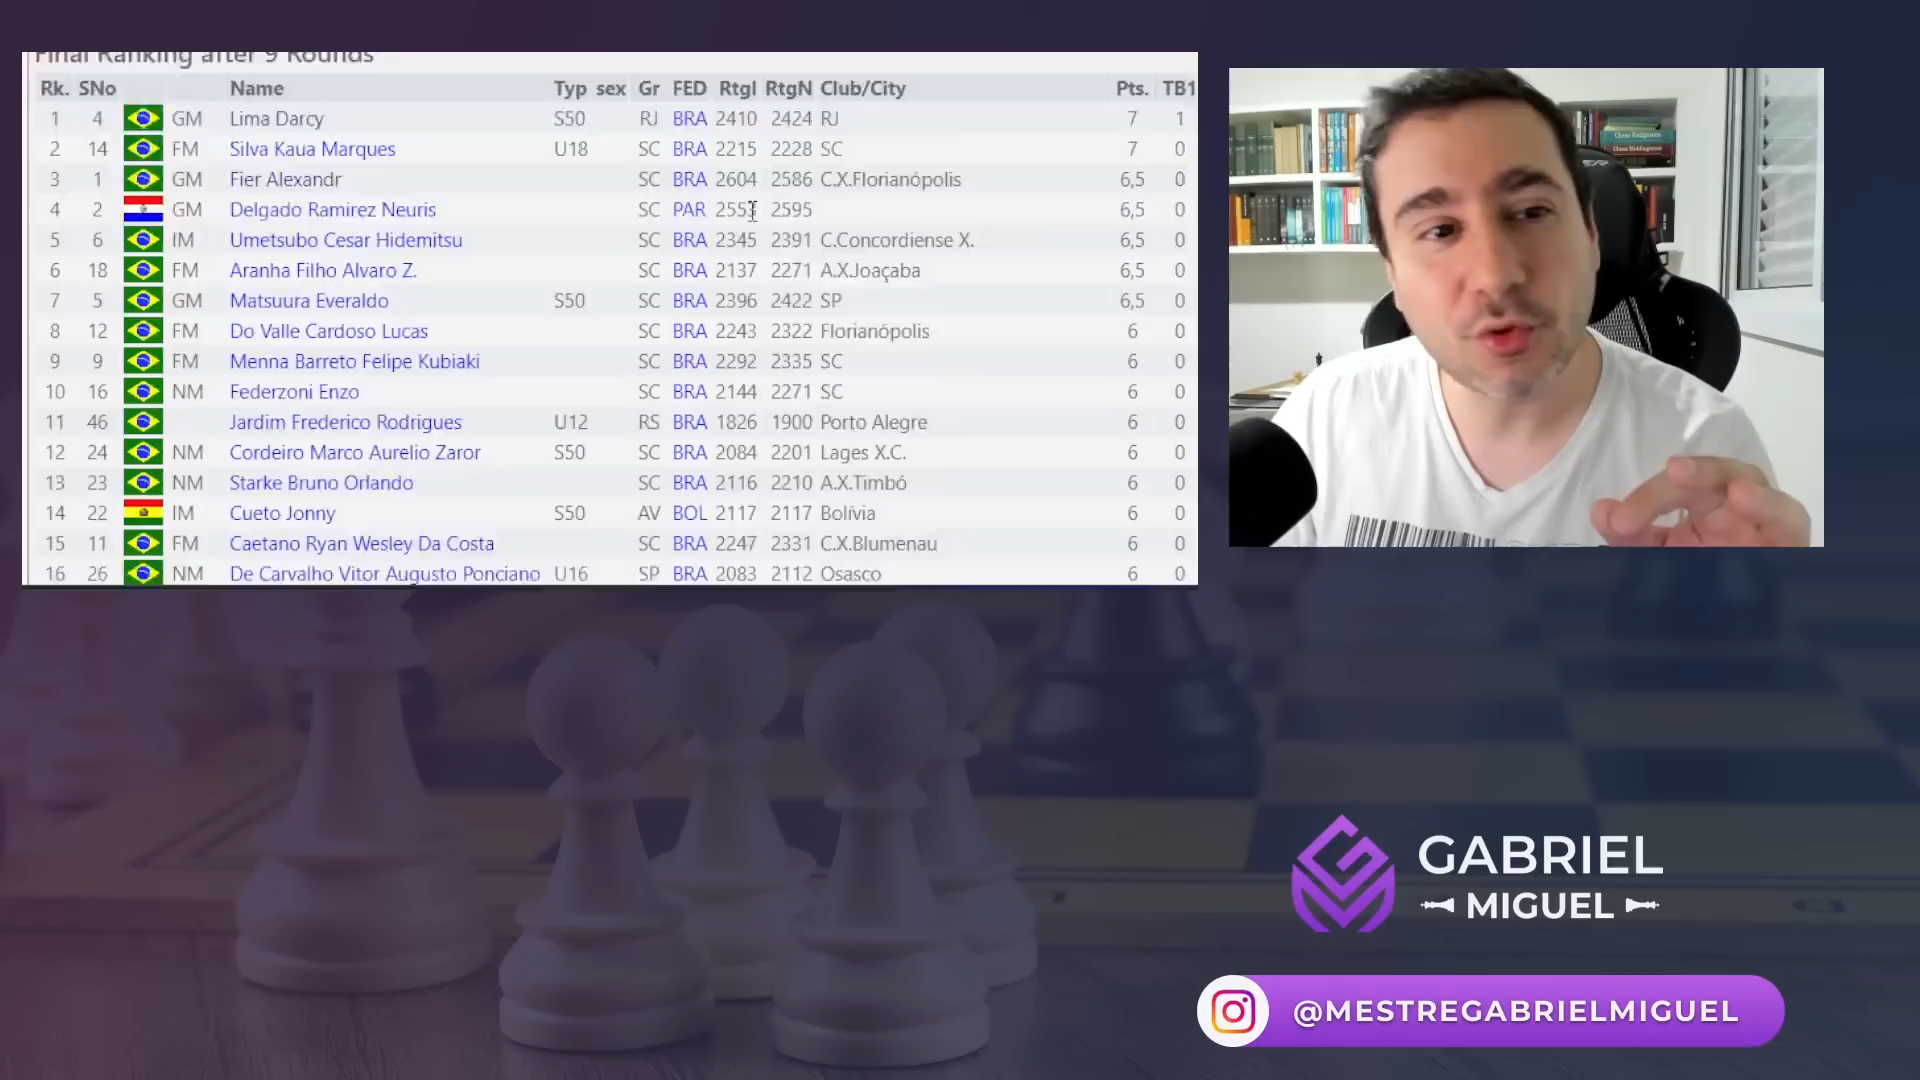 Final Ranking after 9 Rounds
Rk. SNo Name Typ sex Gr FED RtgI RtgN Club/City Pts. TB1
1 4 GM Lima Darcy S50 RJ BRA 2410 2424 RJ 7 1
2 14 FM Silva Kaua Marques U18 SC BRA 2215 2228 SC 7 0
3 1 GM Fier Alexandr SC BRA 2604 2586 C.X.Florianópolis 6,5 0
4 2 GM Delgado Ramirez Neuris SC PAR 2553 2595 6,5 0
5 6 IM Umetsubo Cesar Hidemitsu SC BRA 2345 2391 C.Concordiense X. 6,5 0
6 18 FM Aranha Filho Alvaro Z. SC BRA 2137 2271 A.X.Joaçaba 6,5 0
7 5 GM Matsuura Everaldo S50 SC BRA 2396 2422 SP 6,5 0
8 12 FM Do Valle Cardoso Lucas SC BRA 2243 2322 Florianópolis 6 0
9 9 FM Menna Barreto Felipe Kubiaki SC BRA 2292 2335 SC 6 0
10 16 NM Federzoni Enzo SC BRA 2144 2271 SC 6 0
11 46 Jardim Frederico Rodrigues U12 RS BRA 1826 1900 Porto Alegre 6 0
12 24 NM Cordeiro Marco Aurelio Zaror S50 SC BRA 2084 2201 Lages X.C. 6 0
13 23 NM Starke Bruno Orlando SC BRA 2116 2210 A.X.Timbó 6 0
14 22 IM Cueto Jonny S50 AV BOL 2117 2117 Bolívia 6 0
15 11 FM Caetano Ryan Wesley Da Costa SC BRA 2247 2331 C.X.Blumenau 6 0
16 26 NM De Carvalho Vitor Augusto Ponciano U16 SP BRA 2083 2112 Osasco 6 0
GABRIEL
MIGUEL
@MESTREGABRIELMIGUEL